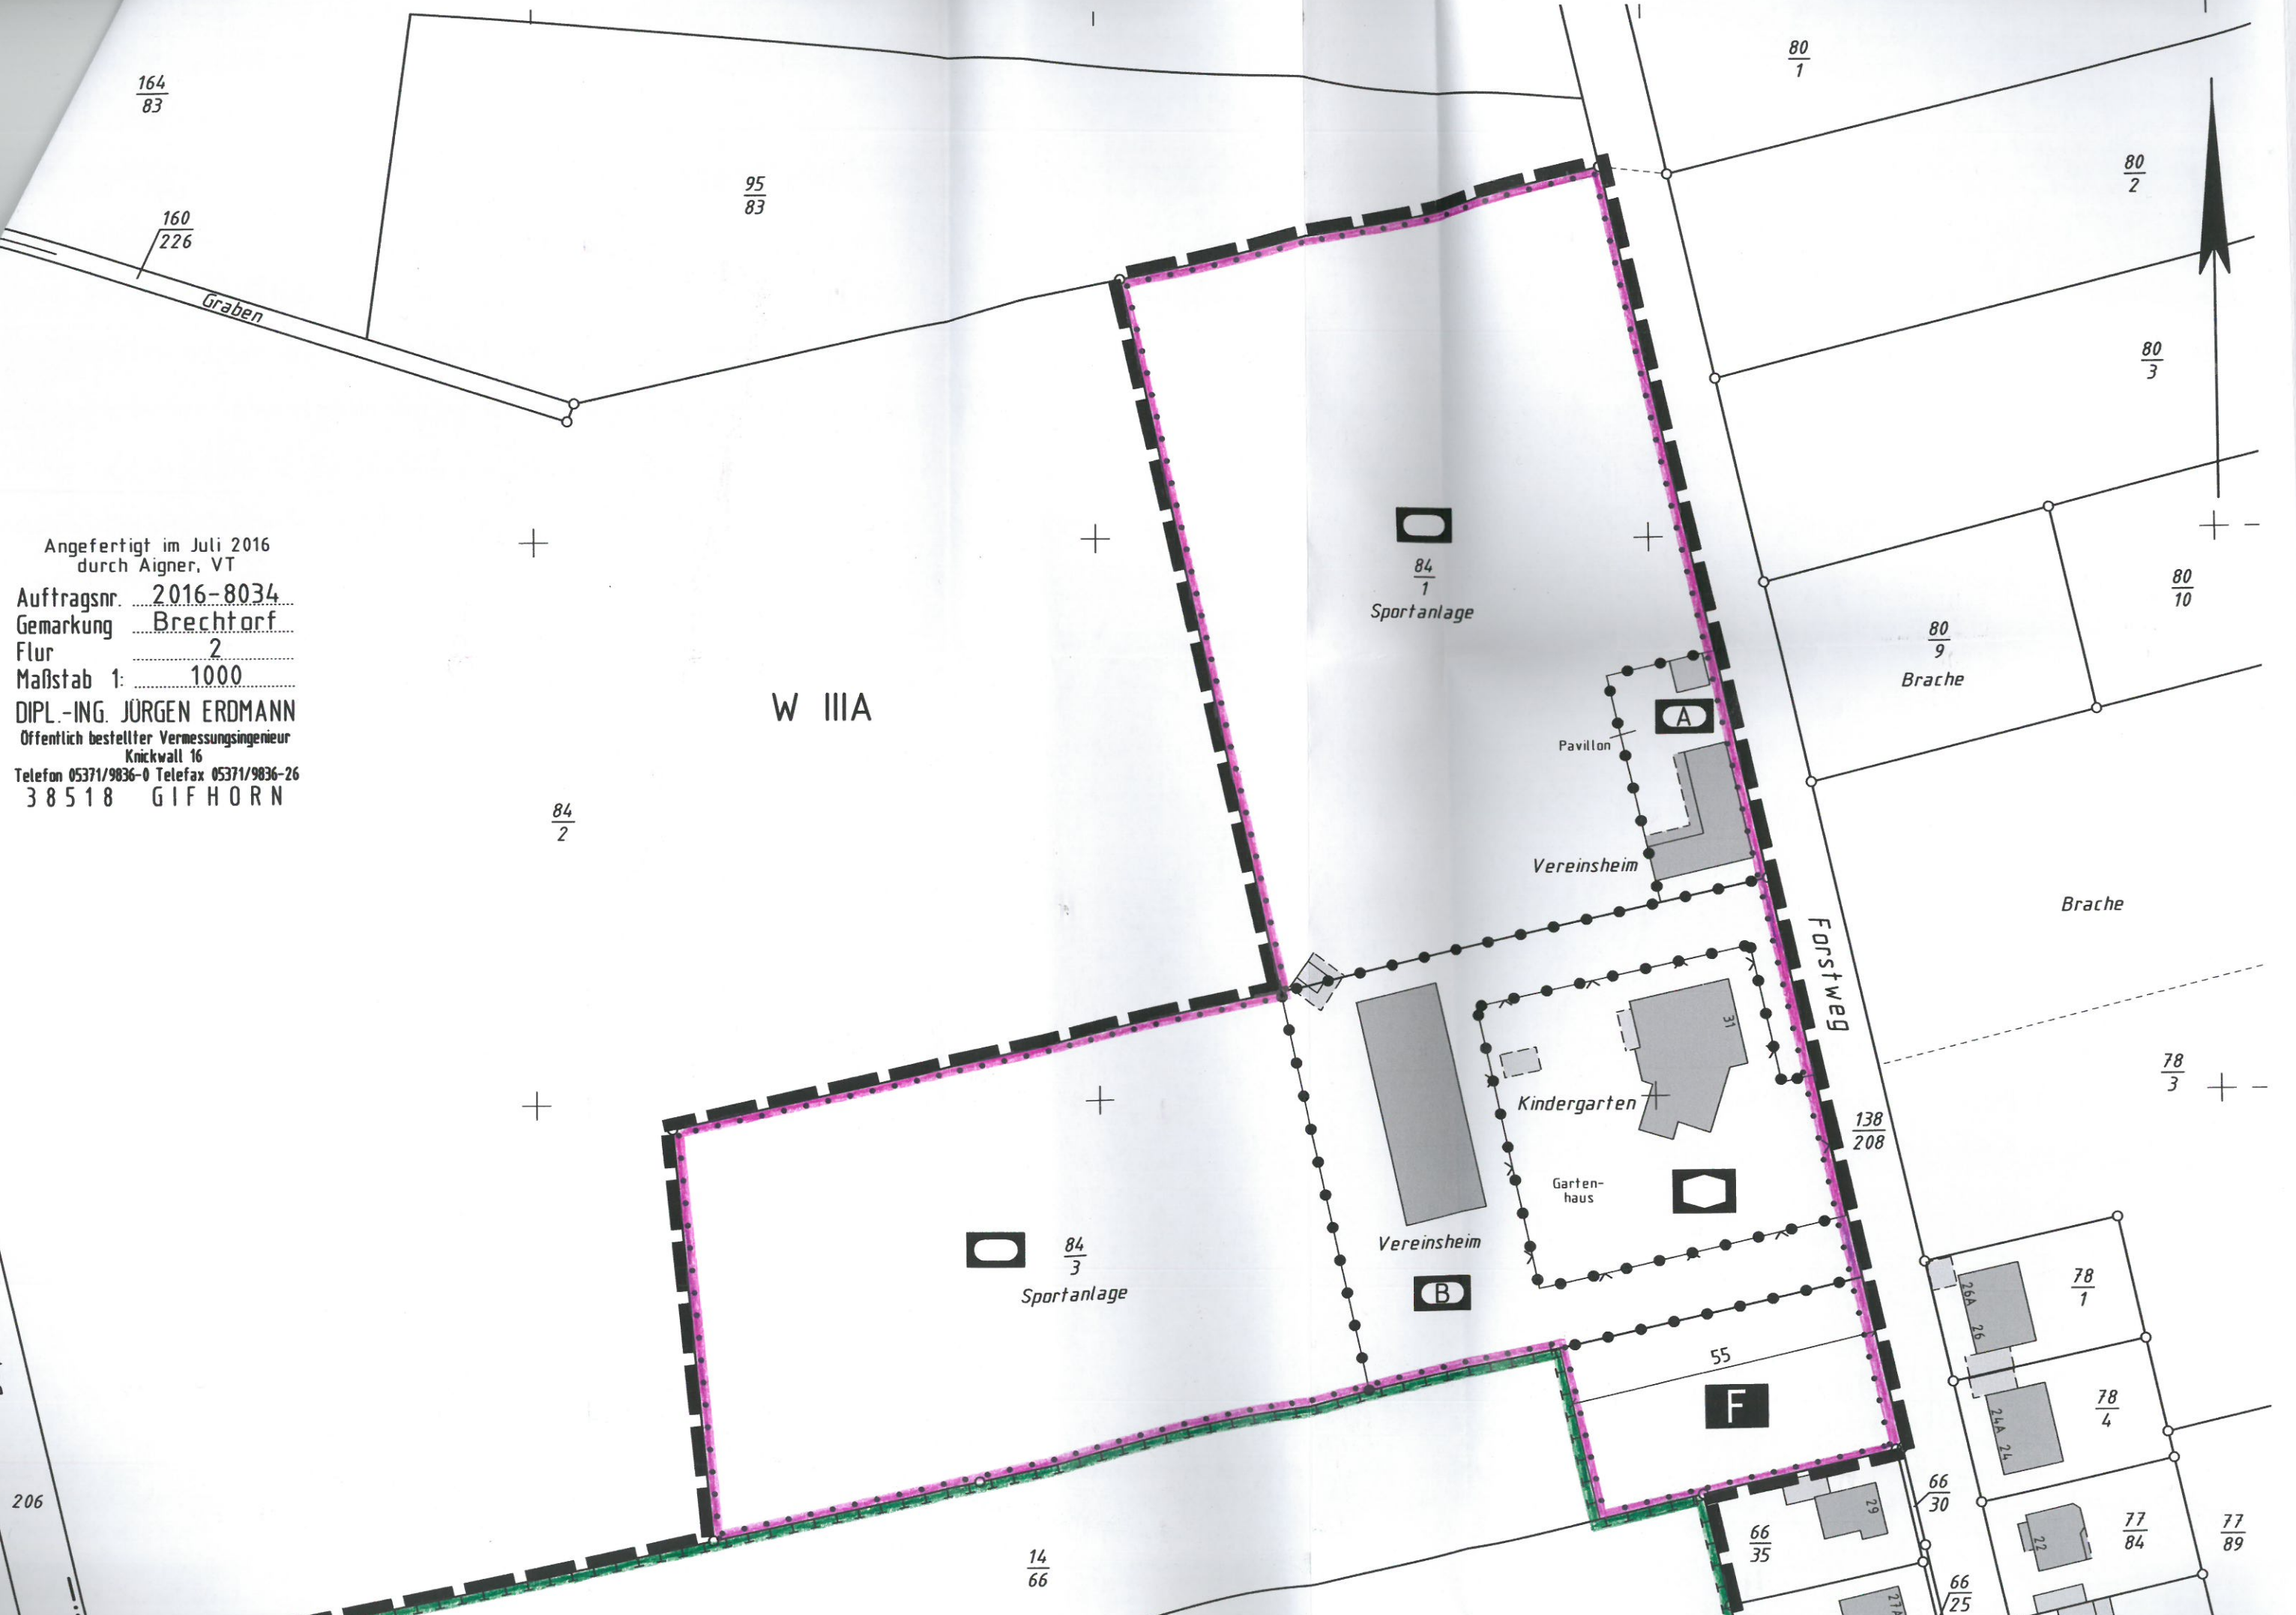 80
1
164
83
80
2
95
83
160
226
Graben
80
3
Angefertigt im Juli 2016
durch Aigner, VT
Auftragsnr. 2016-8034
Gemarkung Brechtorf
Flur 2
Maßstab 1: 1000
DIPL.-ING. JÜRGEN ERDMANN
Öffentlich bestellter Vermessungsingenieur
Knickwall 16
Telefon 05371/9836-0 Telefax 05371/9836-26
38518 GIFHORN
84
1
Sportanlage
80
10
80
9
Brache
W IIIA
A
Pavillon
84
2
Vereinsheim
Brache
Forstweg
31
78
3
Kindergarten
138
208
Garten-
haus
Vereinsheim
84
3
Sportanlage
B
78
1
26A
26
55
F
78
4
24A
24
206
66
30
29
66
35
22
77
84
77
89
14
66
66
25
27A